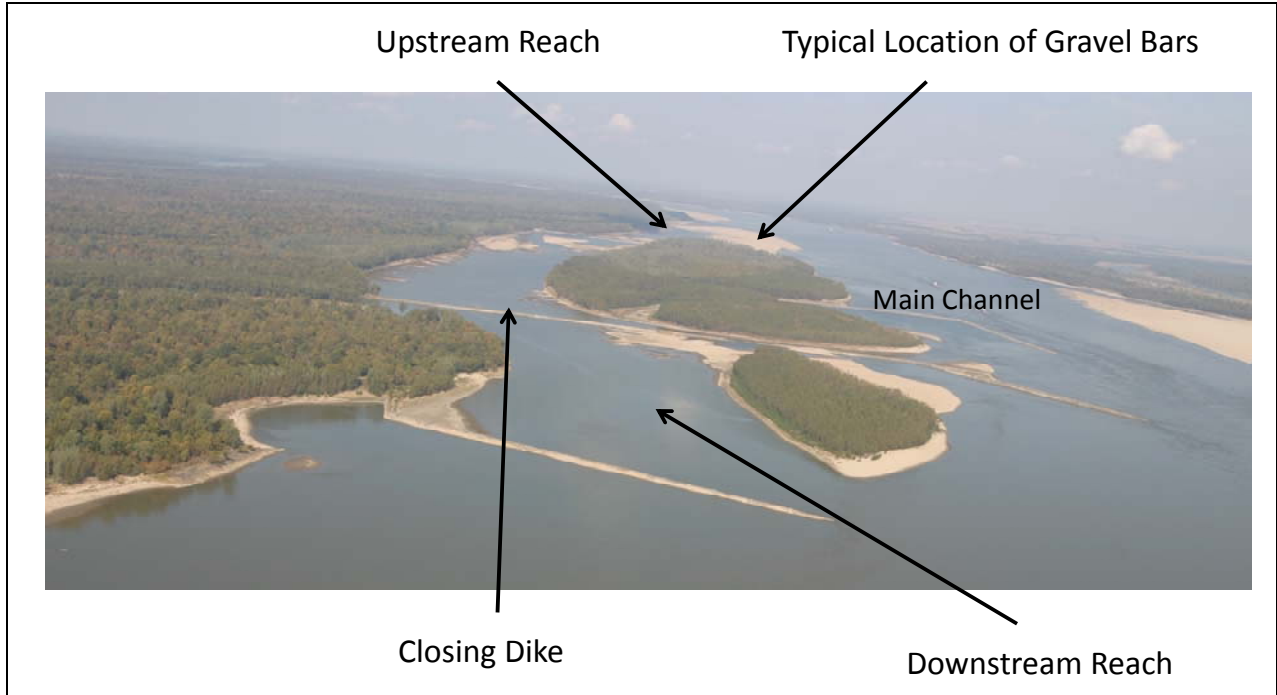 Upstream Reach
Typical Location of Gravel Bars
Main Channel
Closing Dike
Downstream Reach